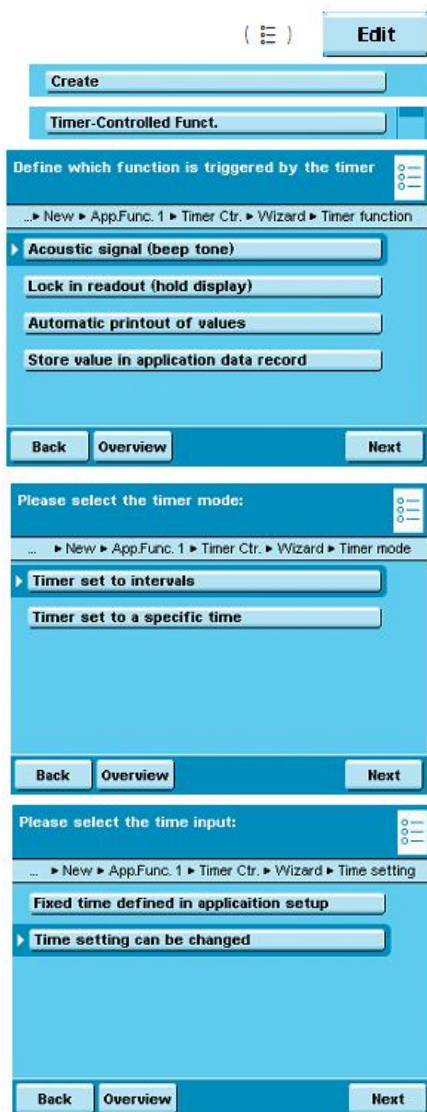 ( ) Edit
Create
Timer-Controlled Funct.
Define which function is triggered by the timer
...▸ New ▸ App.Func. 1 ▸ Timer Ctr. ▸ Wizard ▸ Timer function
Acoustic signal (beep tone)
Lock in readout (hold display)
Automatic printout of values
Store value in application data record
Back Overview Next
Please select the timer mode:
... ▸ New ▸ App.Func. 1 ▸ Timer Ctr. ▸ Wizard ▸ Timer mode
Timer set to intervals
Timer set to a specific time
Back Overview Next
Please select the time input:
... ▸ New ▸ App.Func. 1 ▸ Timer Ctr. ▸ Wizard ▸ Time setting
Fixed time defined in applicaition setup
Time setting can be changed
Back Overview Next